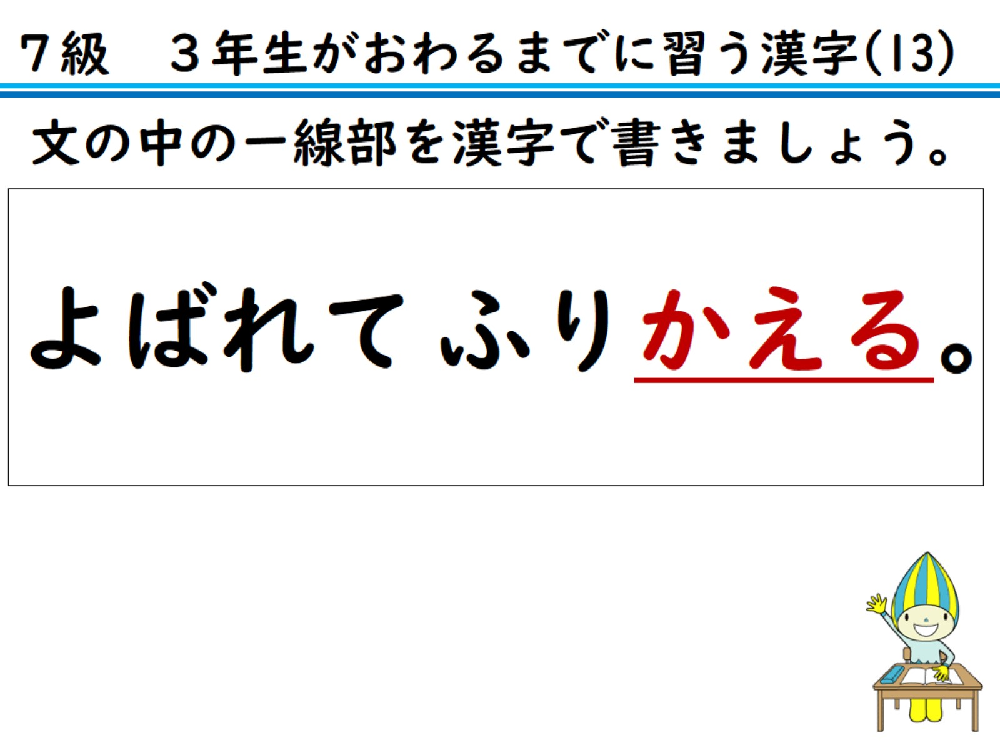 ７級　３年生がおわるまでに習う漢字(13)
文の中の―線部を漢字で書きましょう。
よばれて ふりかえる。